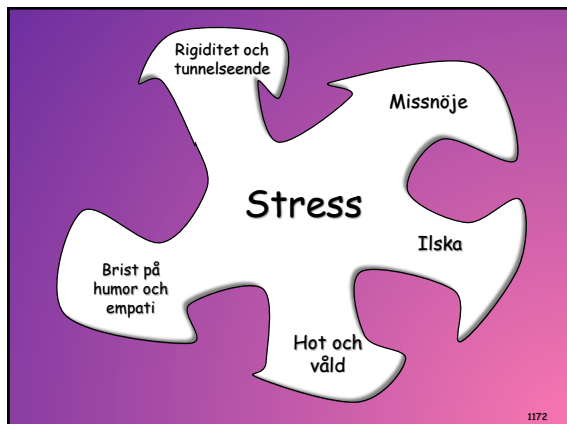 Rigiditet och
tunnelseende
Missnöje
Stress
Ilska
Brist på
humor och
empati
Hot och
våld
1172